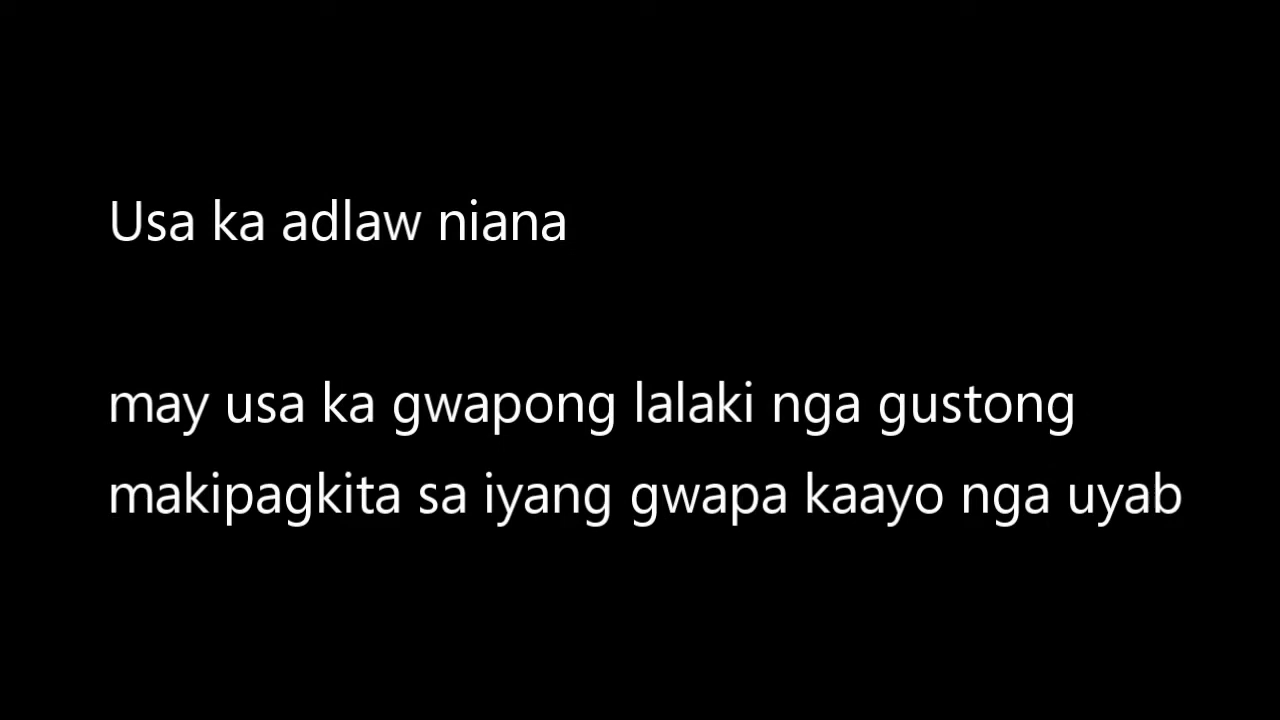 Usa ka adlaw niana
may usa ka gwapong lalaki nga gustong
makipagkita sa iyang gwapa kaayo nga uyab